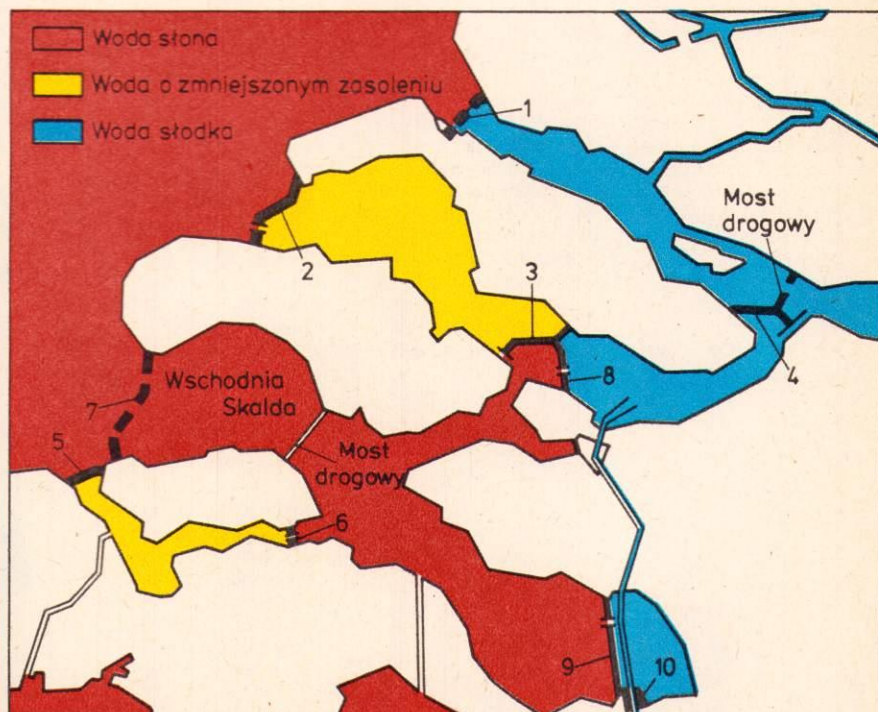 Woda słona
Woda o zmniejszonym zasoleniu
Woda słodka
1
Most
drogowy
2
3
4
8
Wschodnia
Skalda
7
Most
drogowy
5
6
9
10